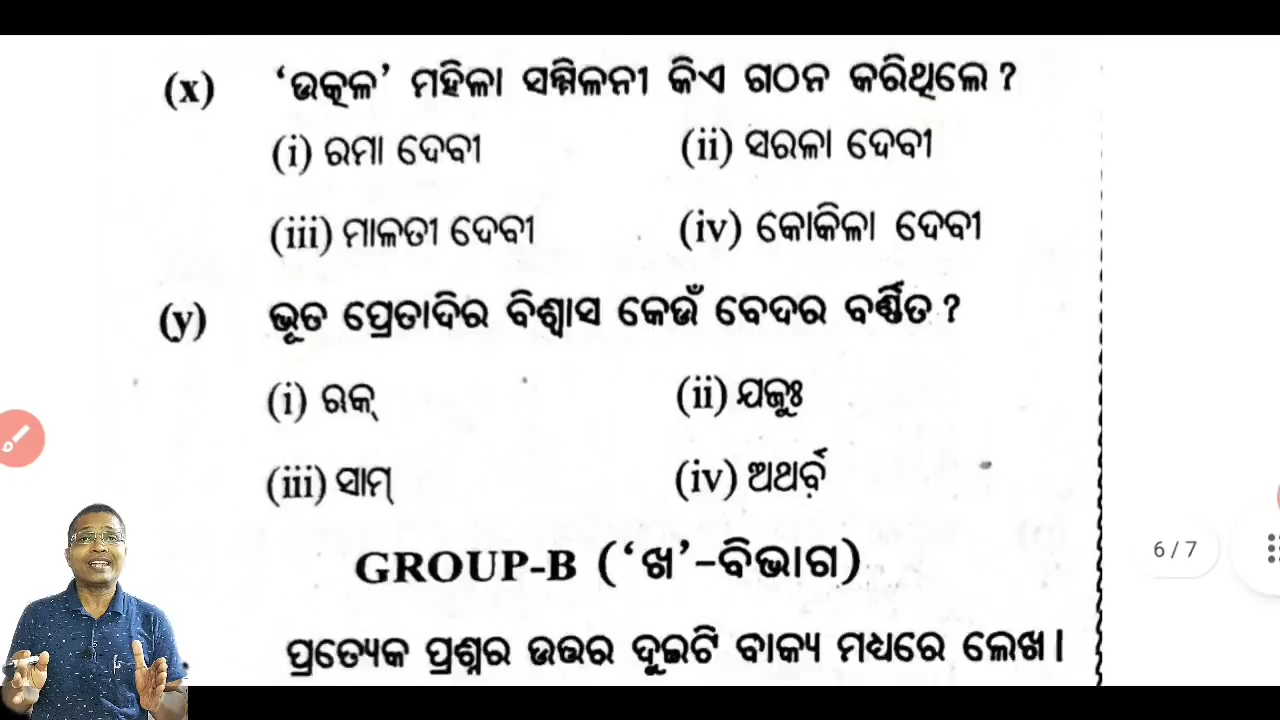 (x) ‘ଉତ୍କଳ’ ମହିଳା ସମ୍ମିଳନୀ କିଏ ଗଠନ କରିଥିଲେ ?
(i) ରମା ଦେବୀ (ii) ସରଳା ଦେବୀ
(iii) ମାଳତୀ ଦେବୀ (iv) କୋକିଳା ଦେବୀ
(y) ଭୂତ ପ୍ରେତାଦିର ବିଶ୍ୱାସ କେଉଁ ବେଦର ବର୍ଣ୍ଣିତ ?
(i) ଋକ୍ (ii) ଯଜୁଃ
(iii) ସାମ୍ (iv) ଅଥର୍ବ
6 / 7
GROUP-B (‘ଖ’-ବିଭାଗ)
ପ୍ରତ୍ୟେକ ପ୍ରଶ୍ନର ଉତ୍ତର ଦୁଇଟି ବାକ୍ୟ ମଧ୍ୟରେ ଲେଖ।